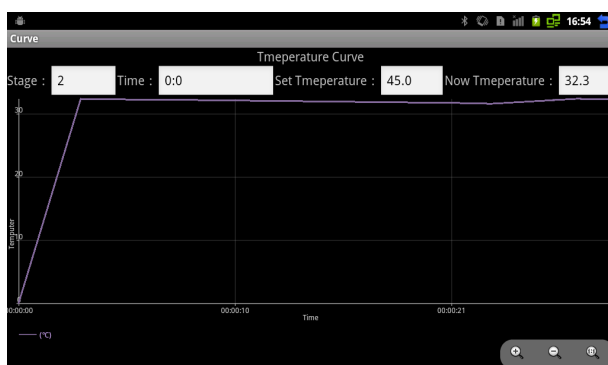 16:54
Curve
Tmeperature Curve
Stage : 2 Time : 0:0 Set Tmeperature : 45.0 Now Tmeperature : 32.3
30
20
10
0
Temputer
00:00:00 00:00:10 00:00:21
Time
(℃)